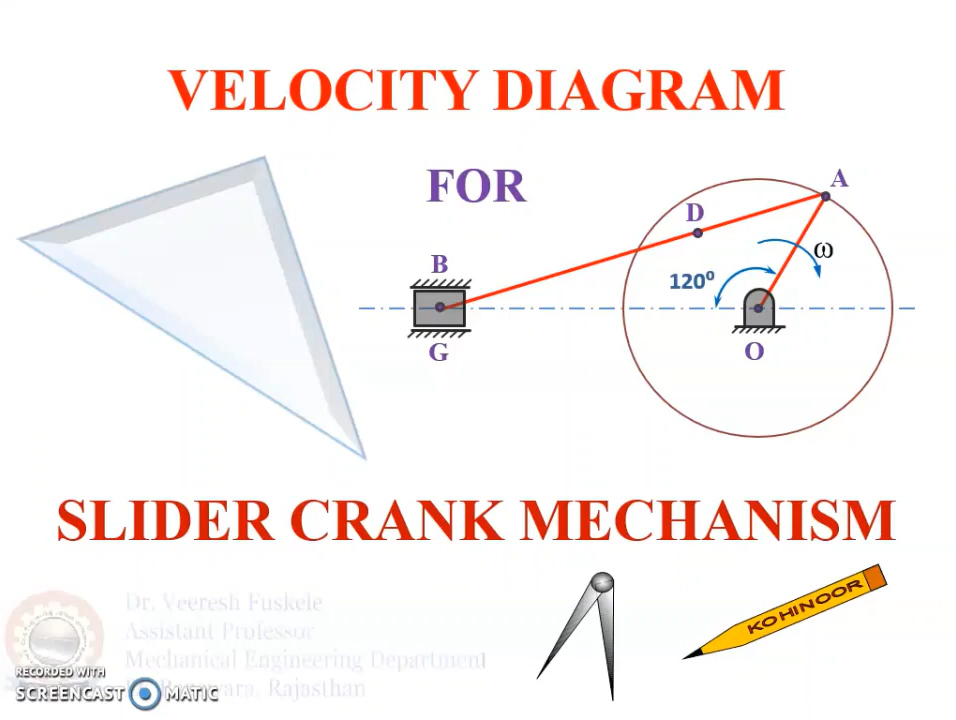 VELOCITY DIAGRAM
FOR
A
D
ω
B
120⁰
G
O
SLIDER CRANK MECHANISM
KOHINOOR
Dr. Veeresh Fuskele
Assistant Professor
Mechanical Engineering Department
Rajasthan
RECORDED WITH
SCREENCAST MATIC